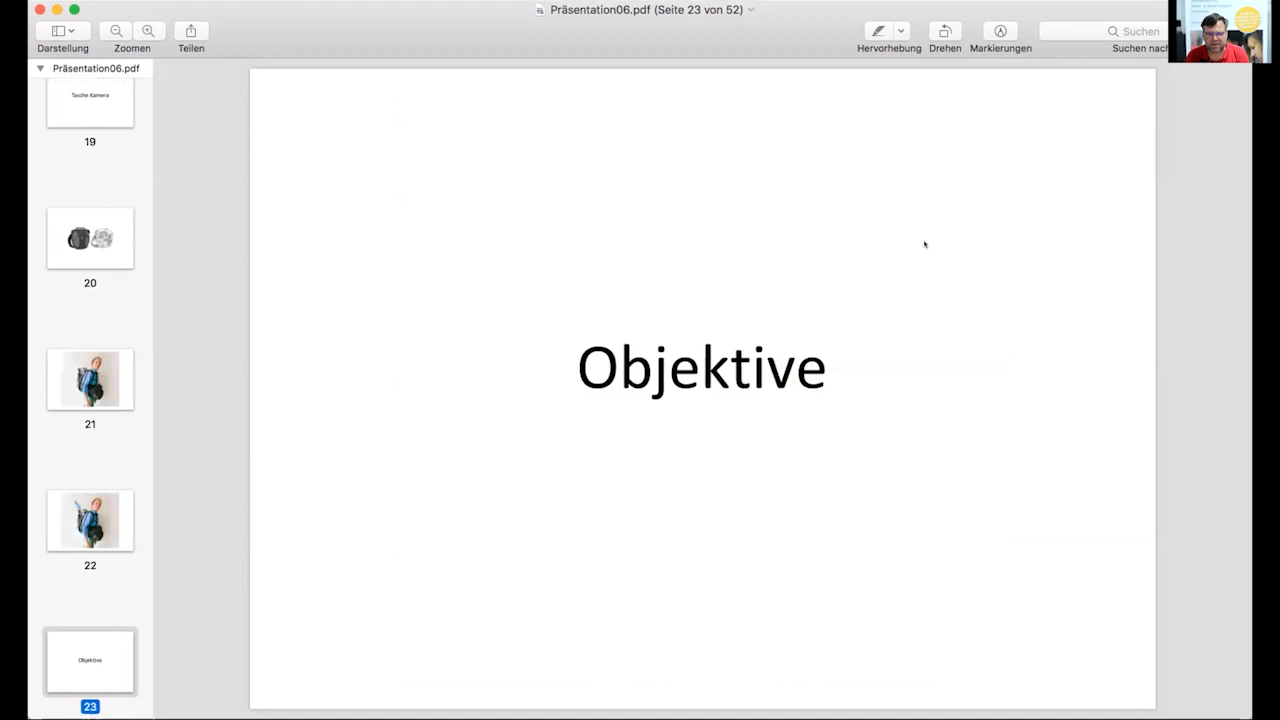 Präsentation06.pdf (Seite 23 von 52)
Darstellung
Zoomen
Teilen
Hervorhebung
Drehen
Markierungen
Suchen
Suchen nach
Präsentation06.pdf
Tasche Kamera
19
20
21
22
Objektive
23
Objektive